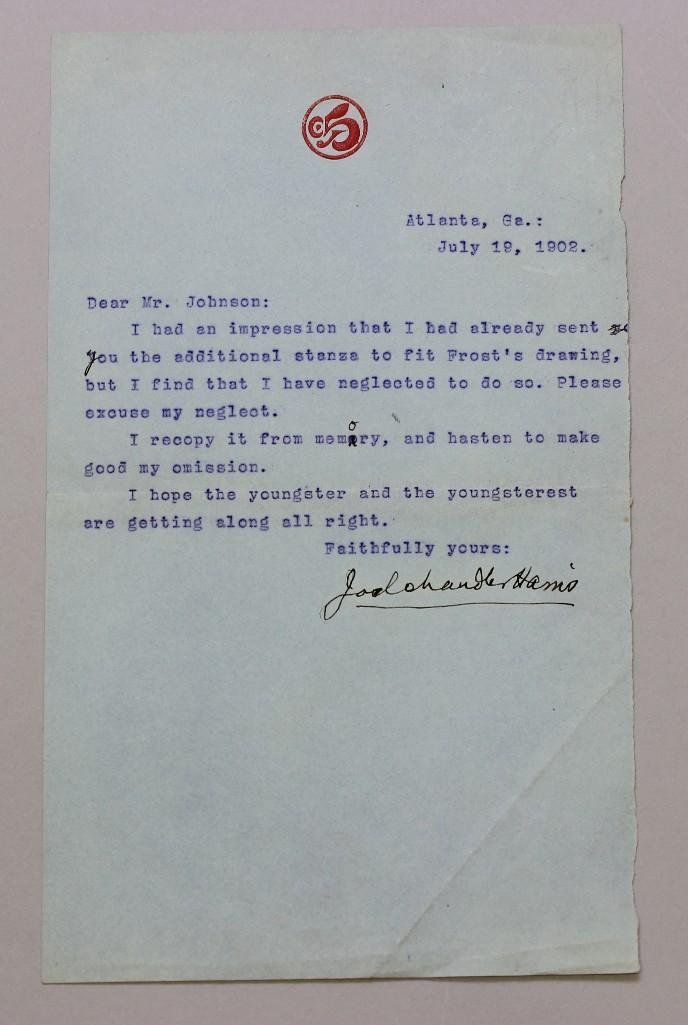 Atlanta, Ga.:
July 19, 1902.
Dear Mr. Johnson:
I had an impression that I had already sent
you the additional stanza to fit Frost's drawing,
but I find that I have neglected to do so. Please
excuse my neglect.
I recopy it from memory, and hasten to make
good my omission.
I hope the youngster and the youngsterest
are getting along all right.
Faithfully yours:
Joel Chandler Harris